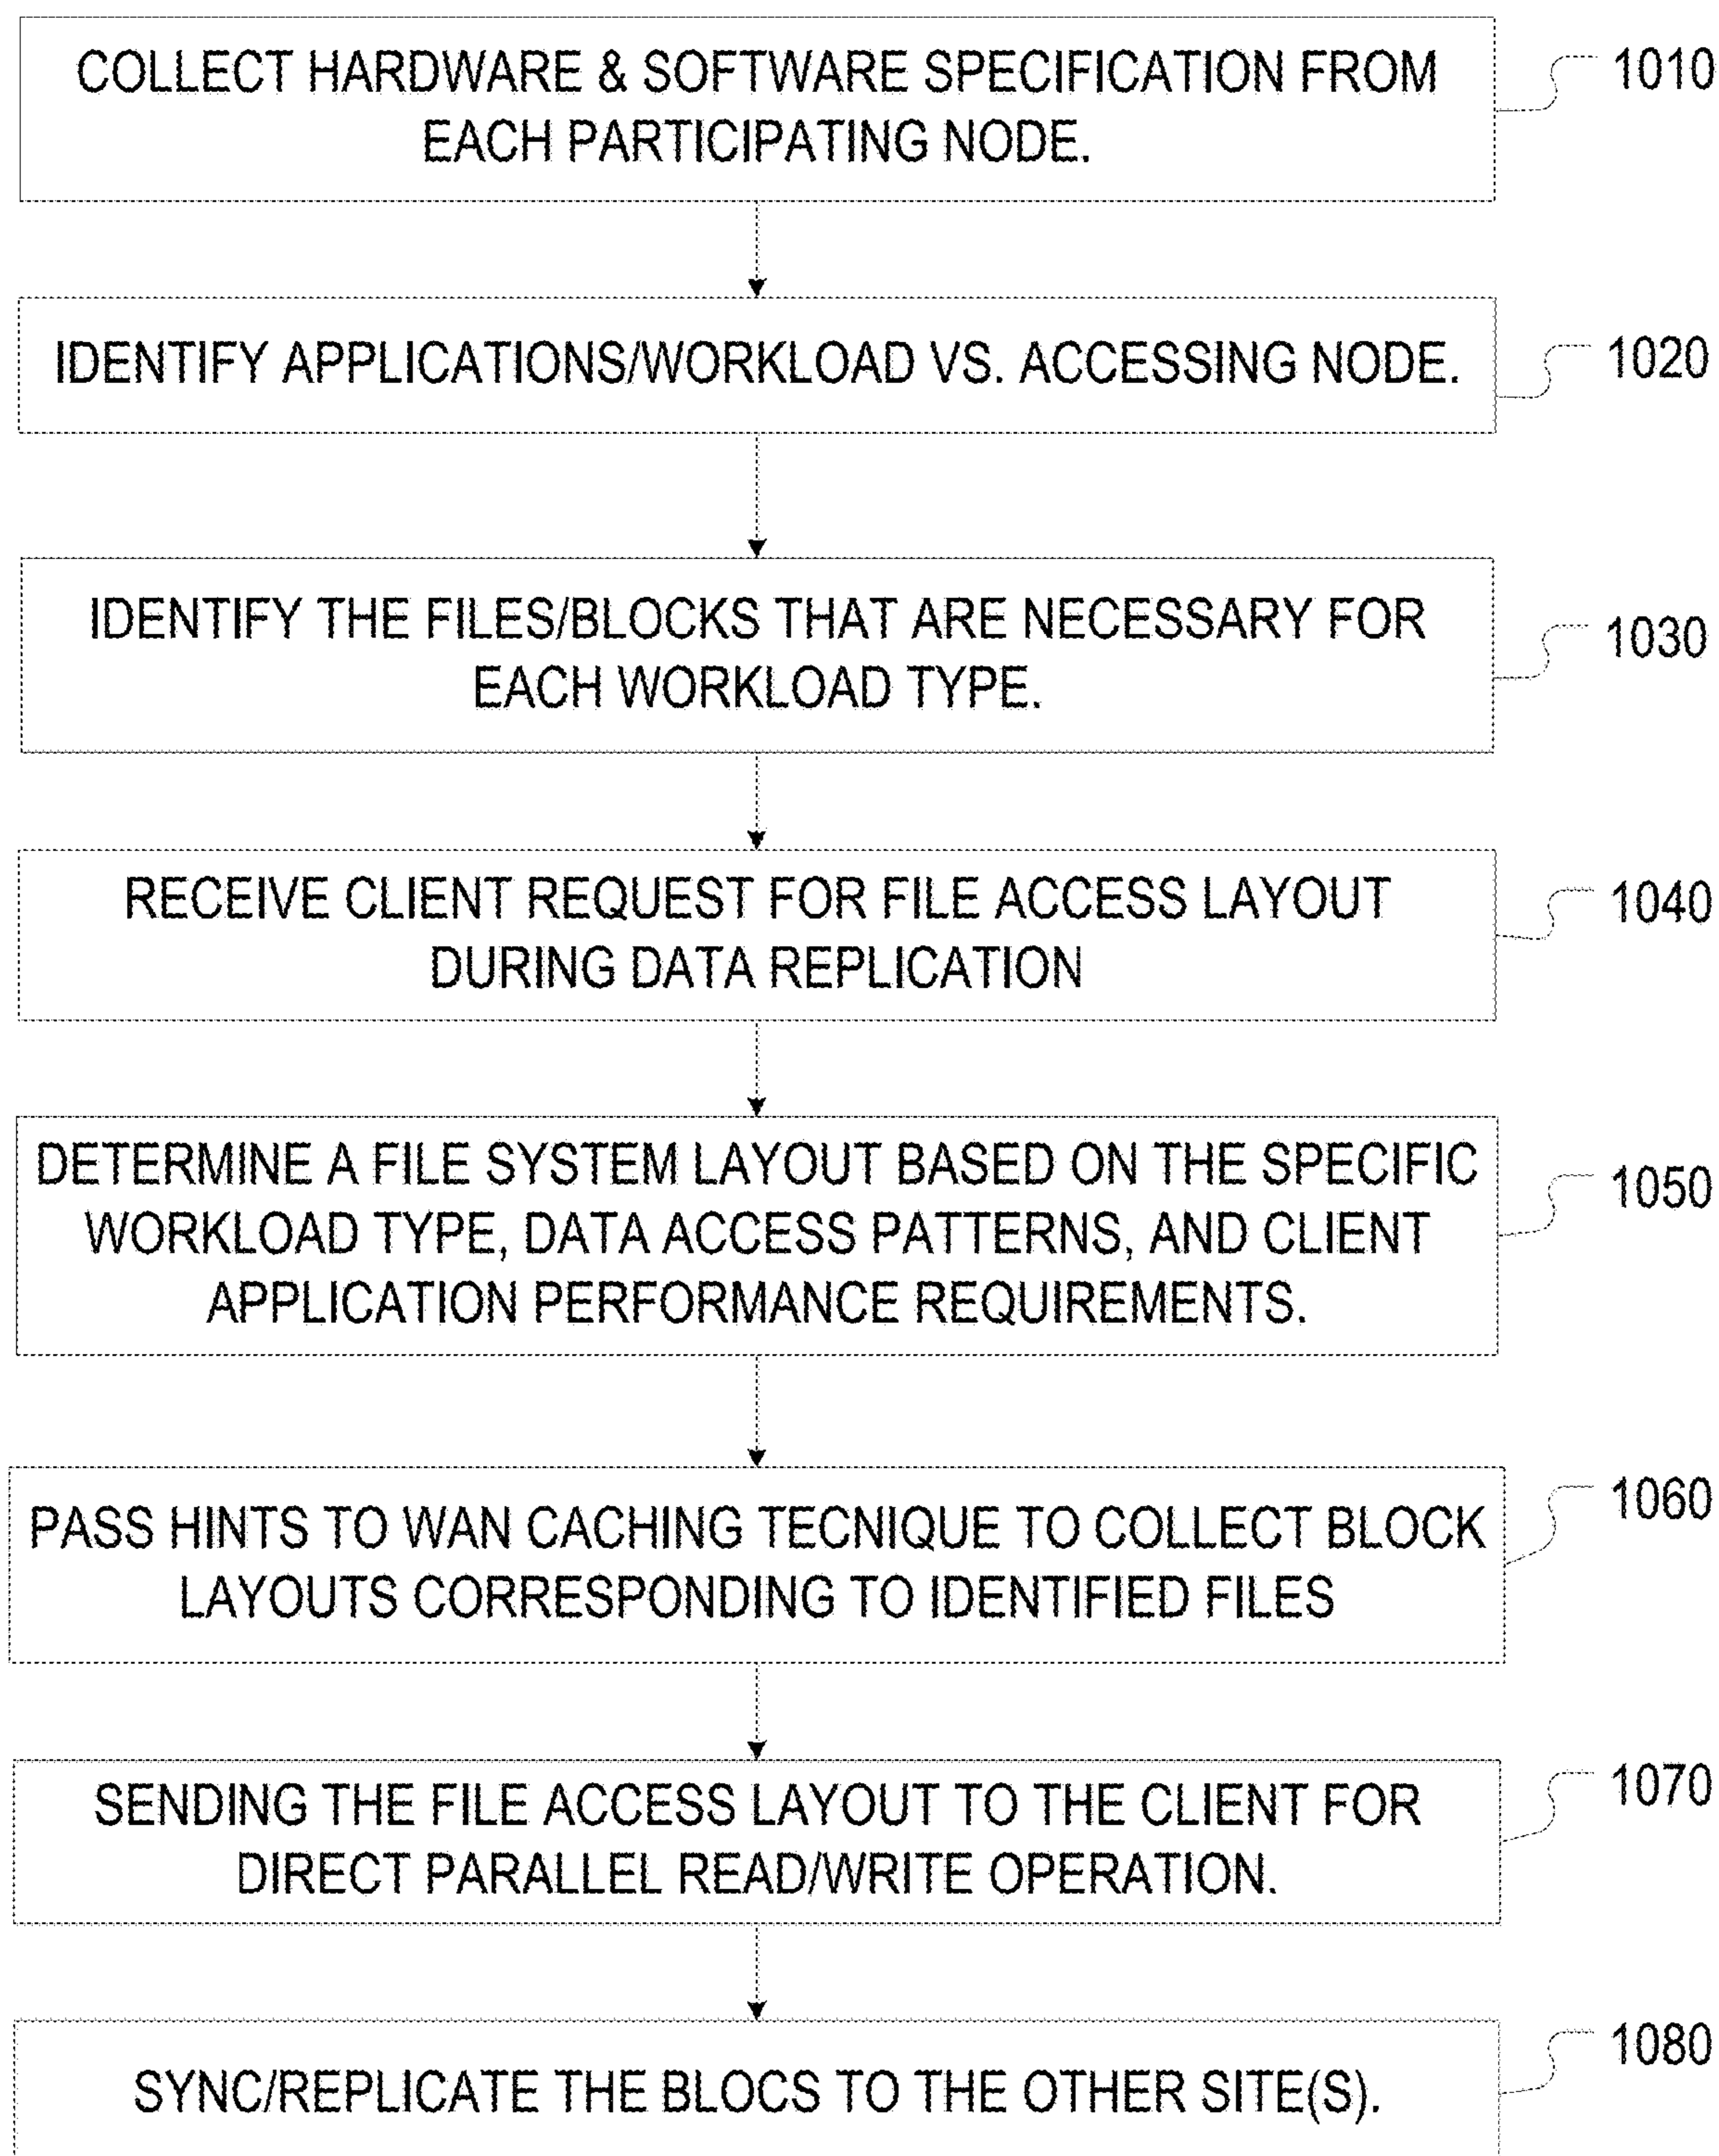 COLLECT HARDWARE & SOFTWARE SPECIFICATION FROM
EACH PARTICIPATING NODE.
1010
IDENTIFY APPLICATIONS/WORKLOAD VS. ACCESSING NODE.
1020
IDENTIFY THE FILES/BLOCKS THAT ARE NECESSARY FOR
EACH WORKLOAD TYPE.
1030
RECEIVE CLIENT REQUEST FOR FILE ACCESS LAYOUT
DURING DATA REPLICATION
1040
DETERMINE A FILE SYSTEM LAYOUT BASED ON THE SPECIFIC
WORKLOAD TYPE, DATA ACCESS PATTERNS, AND CLIENT
APPLICATION PERFORMANCE REQUIREMENTS.
1050
PASS HINTS TO WAN CACHING TECNIQUE TO COLLECT BLOCK
LAYOUTS CORRESPONDING TO IDENTIFIED FILES
1060
SENDING THE FILE ACCESS LAYOUT TO THE CLIENT FOR
DIRECT PARALLEL READ/WRITE OPERATION.
1070
SYNC/REPLICATE THE BLOCS TO THE OTHER SITE(S).
1080